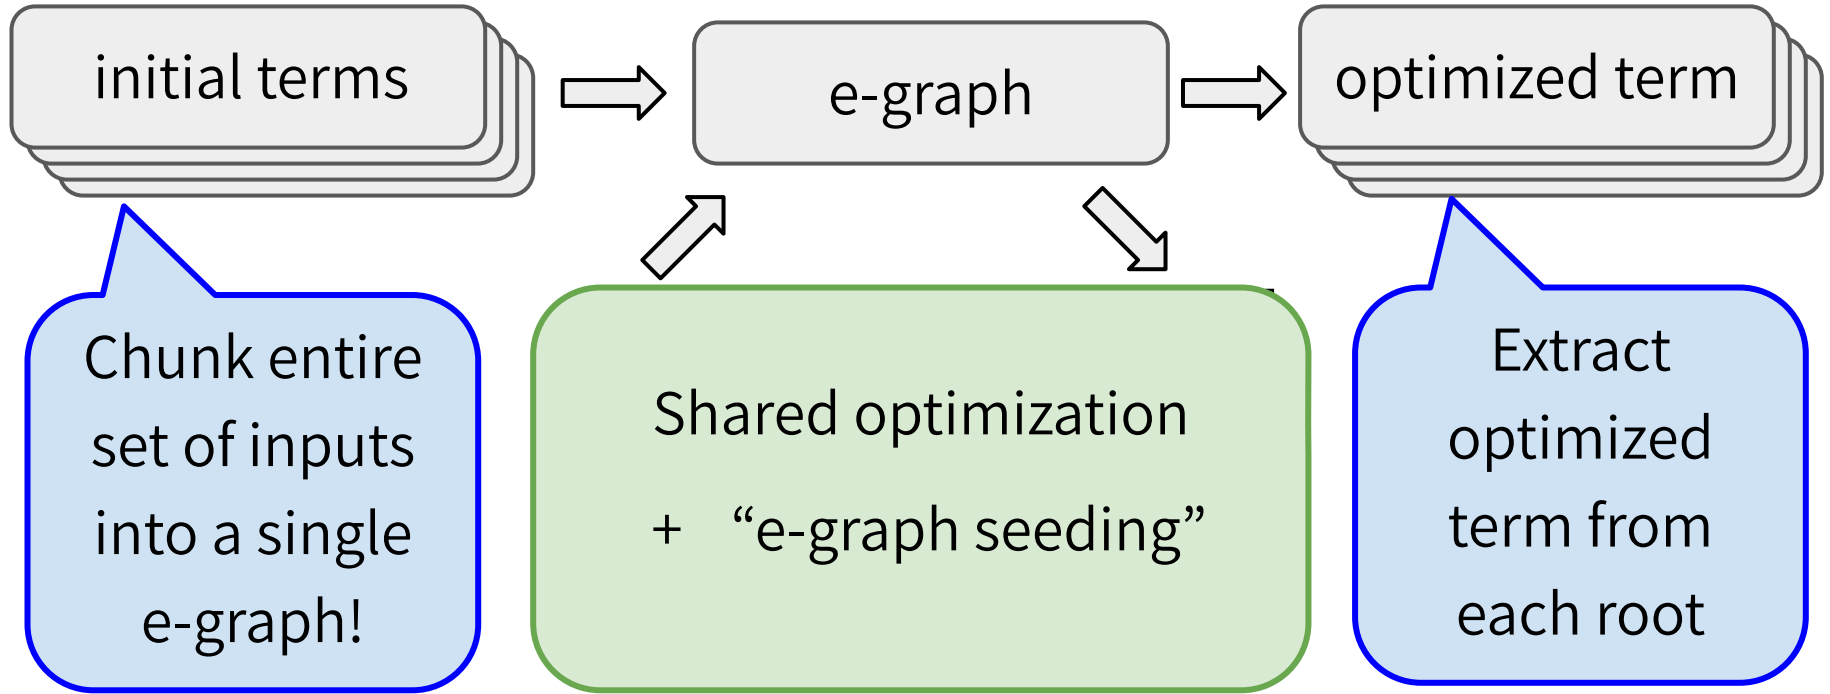 initial terms
e-graph
optimized term
Chunk entire
set of inputs
into a single
e-graph!
Shared optimization
+ “e-graph seeding”
Extract
optimized
term from
each root